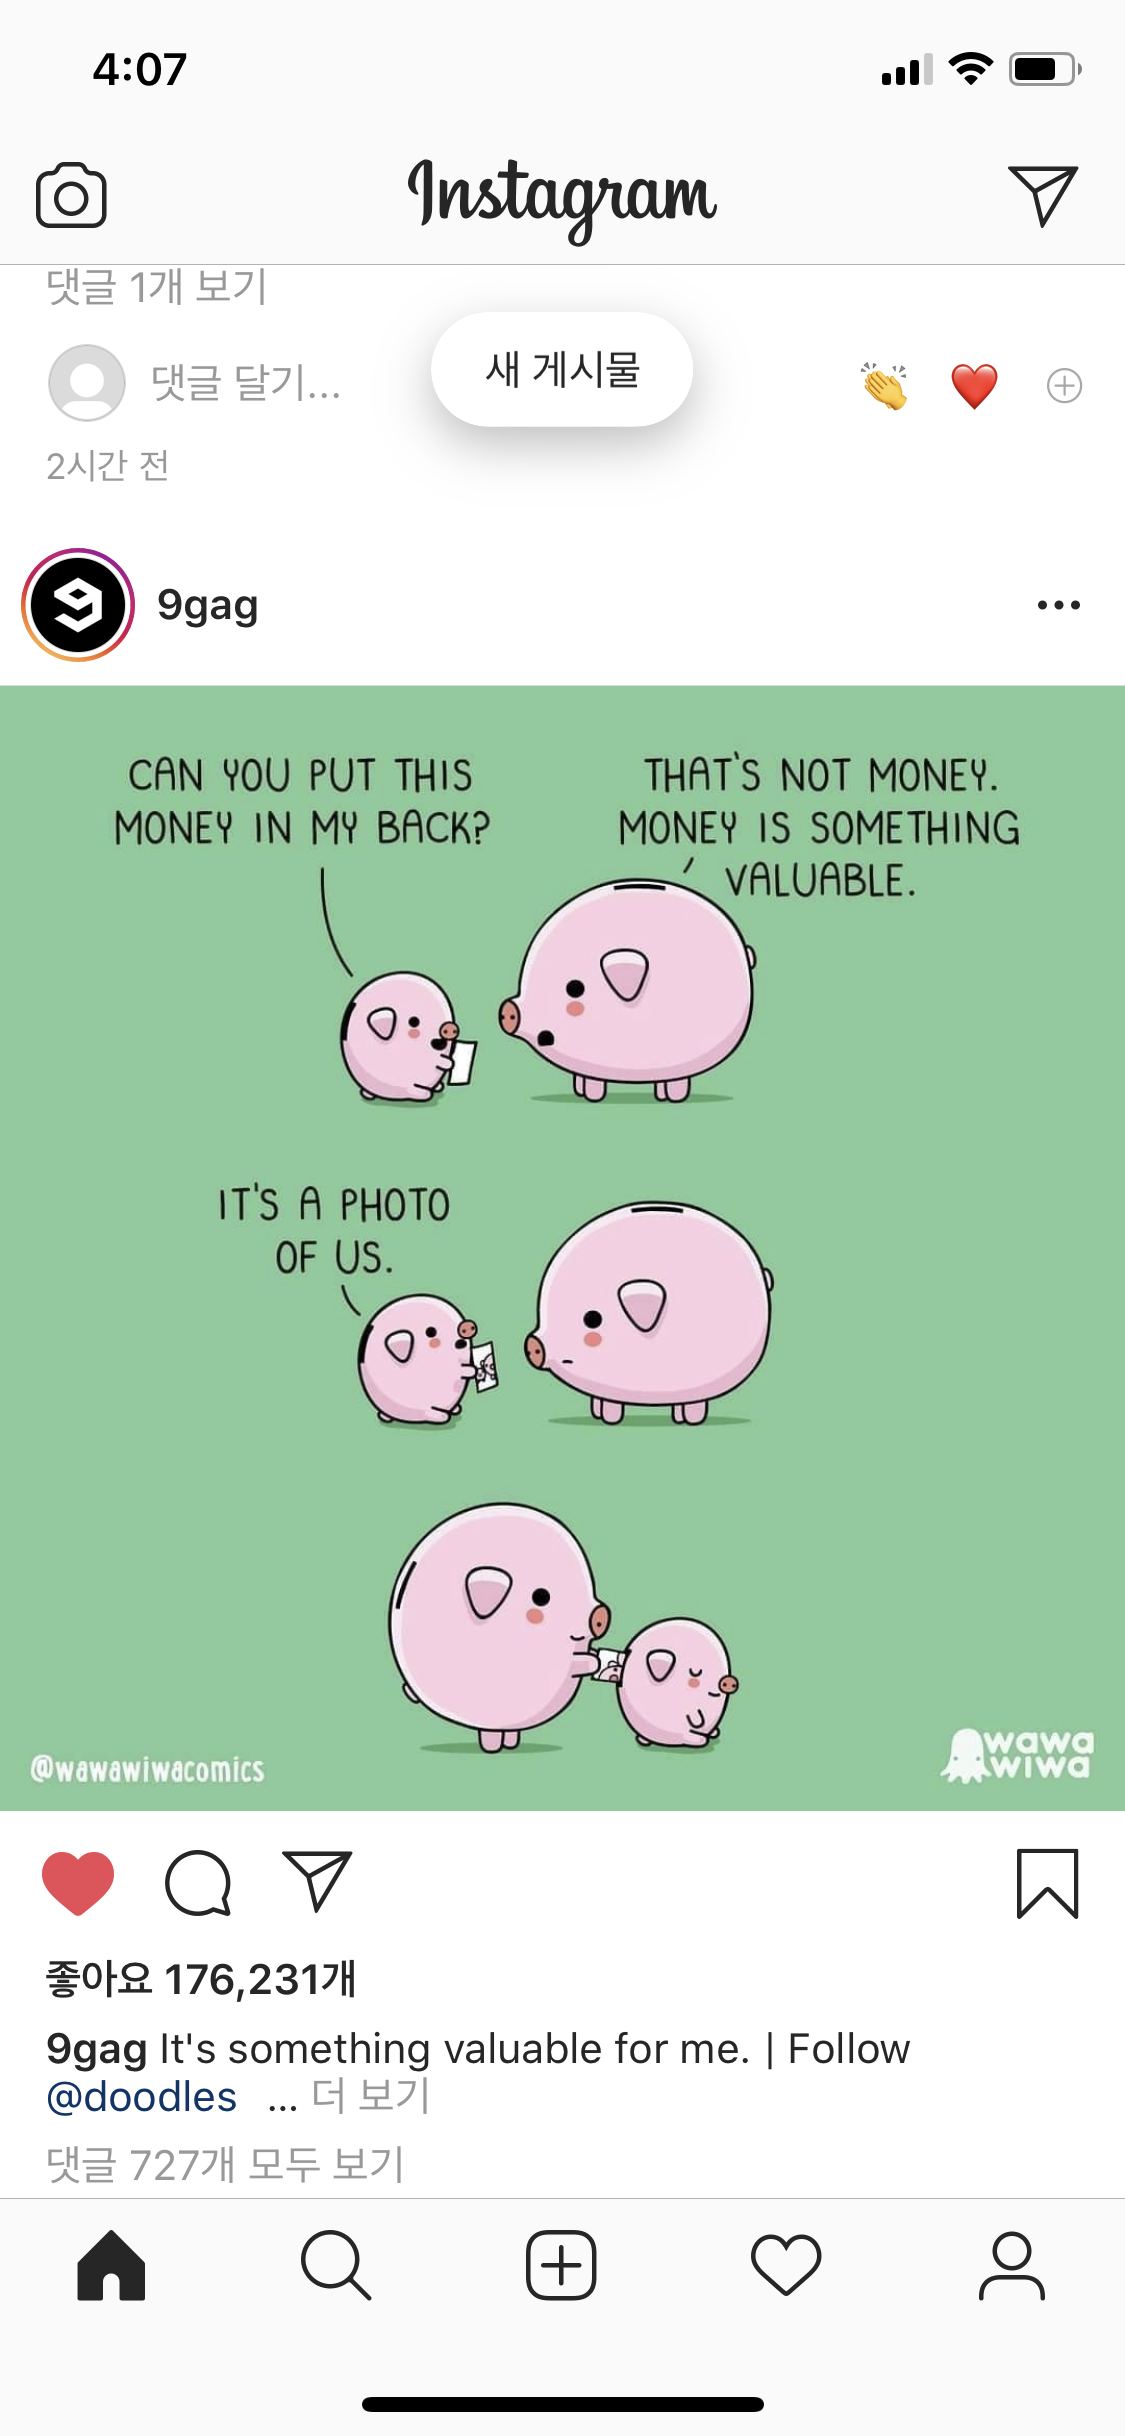 4:07
Instagram
댓글 1개 보기
새 게시물
댓글 달기...
2시간 전
9gag
CAN YOU PUT THIS
MONEY IN MY BACK?
THAT'S NOT MONEY.
MONEY IS SOMETHING
VALUABLE.
IT'S A PHOTO
OF US.
@wawawiwacomics
wawa
wiwa
좋아요 176,231개
9gag It's something valuable for me. | Follow
@doodles ... 더 보기
댓글 727개 모두 보기